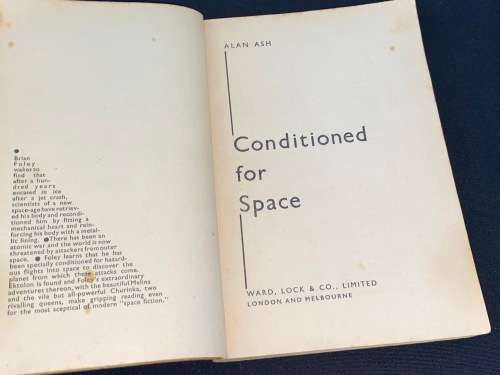 ●
Brian
Foley
wakes to
find that
after a hun-
dred years
encased in ice
after a jet crash,
scientists of a new
space-age have retriev-
ed his body and recondi-
tioned him by fitting a
mechanical heart and rein-
forcing his body with a metal-
lic lining. ●There has been an
atomic war and the world is now
threatened by attackers from outer
space. ● Foley learns that he has
been specially conditioned for hazard-
ous flights into space to discover the
planet from which these attacks come.
Ektolon is found and Foley's extraordinary
adventures thereon, with the beautiful Melina
and the vile but all-powerful Churinka, two
rivalling queens, make gripping reading even
for the most sceptical of modern "space fiction."
ALAN ASH
Conditioned
for
Space
WARD, LOCK & CO., LIMITED
LONDON AND MELBOURNE